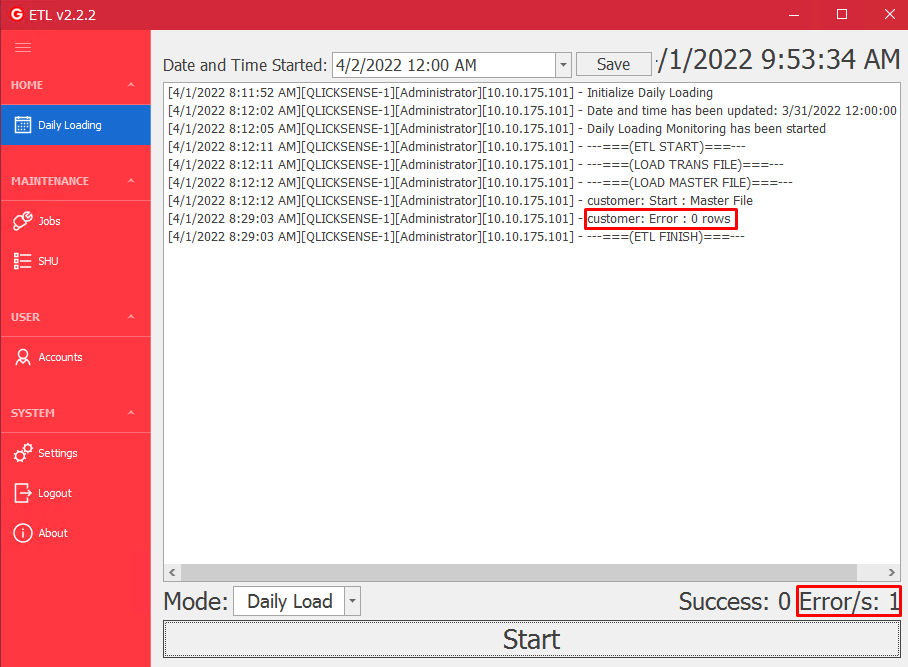 G ETL v2.2.2
HOME
Daily Loading
MAINTENANCE
Jobs
SHU
USER
Accounts
SYSTEM
Settings
Logout
About
Date and Time Started: 4/2/2022 12:00 AM Save /1/2022 9:53:34 AM
[4/1/2022 8:11:52 AM][QLICKSENSE-1][Administrator][10.10.175.101] - Initialize Daily Loading
[4/1/2022 8:12:02 AM][QLICKSENSE-1][Administrator][10.10.175.101] - Date and time has been updated: 3/31/2022 12:00:00
[4/1/2022 8:12:05 AM][QLICKSENSE-1][Administrator][10.10.175.101] - Daily Loading Monitoring has been started
[4/1/2022 8:12:11 AM][QLICKSENSE-1][Administrator][10.10.175.101] - ---===(ETL START)===---
[4/1/2022 8:12:11 AM][QLICKSENSE-1][Administrator][10.10.175.101] - ---===(LOAD TRANS FILE)===---
[4/1/2022 8:12:12 AM][QLICKSENSE-1][Administrator][10.10.175.101] - ---===(LOAD MASTER FILE)===---
[4/1/2022 8:12:12 AM][QLICKSENSE-1][Administrator][10.10.175.101] - customer: Start : Master File
[4/1/2022 8:29:03 AM][QLICKSENSE-1][Administrator][10.10.175.101] - customer: Error : 0 rows
[4/1/2022 8:29:03 AM][QLICKSENSE-1][Administrator][10.10.175.101] - ---===(ETL FINISH)===---
Mode: Daily Load Success: 0 Error/s: 1
Start